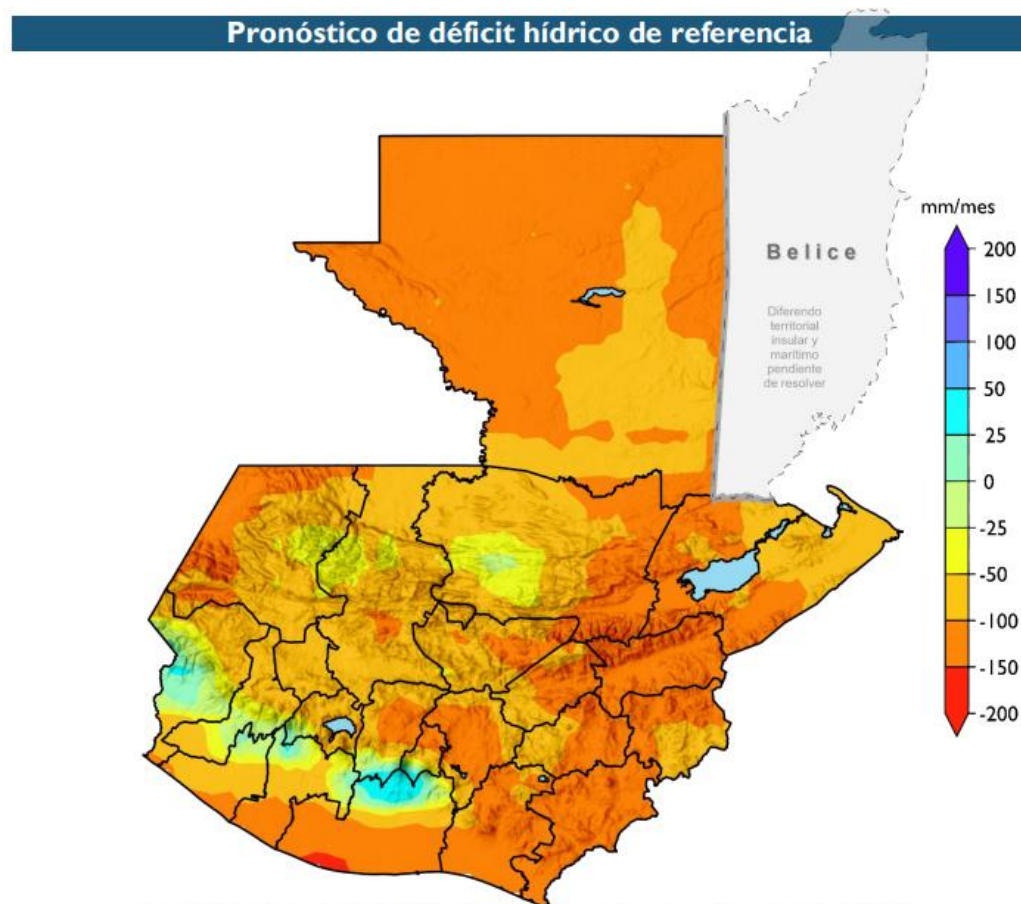 Pronóstico de déficit hídrico de referencia
mm/mes
Belice
Diferendo
territorial
insular y
marítimo
pendiente
de resolver
200
150
100
50
25
0
-25
-50
-100
-150
-200